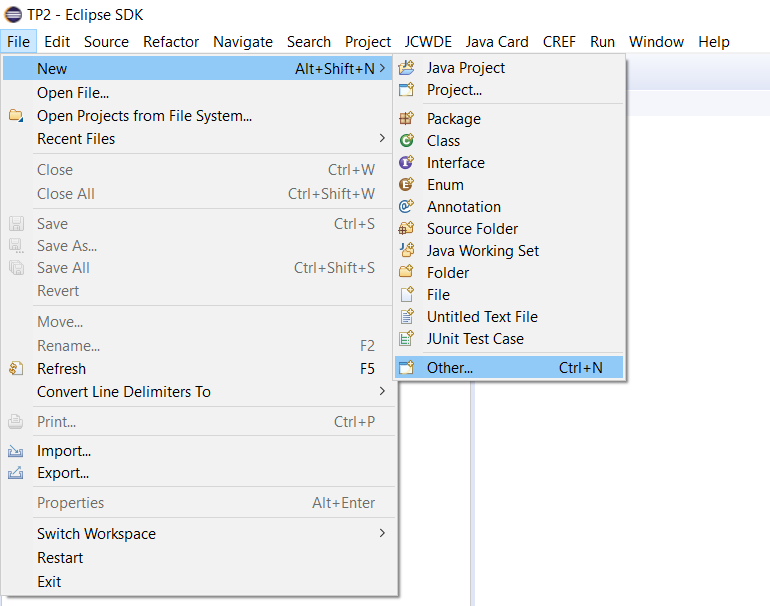 TP2 - Eclipse SDK
File Edit Source Refactor Navigate Search Project JCWDE Java Card CREF Run Window Help
New Alt+Shift+N
Open File...
Open Projects from File System...
Recent Files
Close Ctrl+W
Close All Ctrl+Shift+W
Save Ctrl+S
Save As...
Save All Ctrl+Shift+S
Revert
Move...
Rename... F2
Refresh F5
Convert Line Delimiters To
Print... Ctrl+P
Import...
Export...
Properties Alt+Enter
Switch Workspace
Restart
Exit
Java Project
Project...
Package
Class
Interface
Enum
Annotation
Source Folder
Java Working Set
Folder
File
Untitled Text File
JUnit Test Case
Other... Ctrl+N